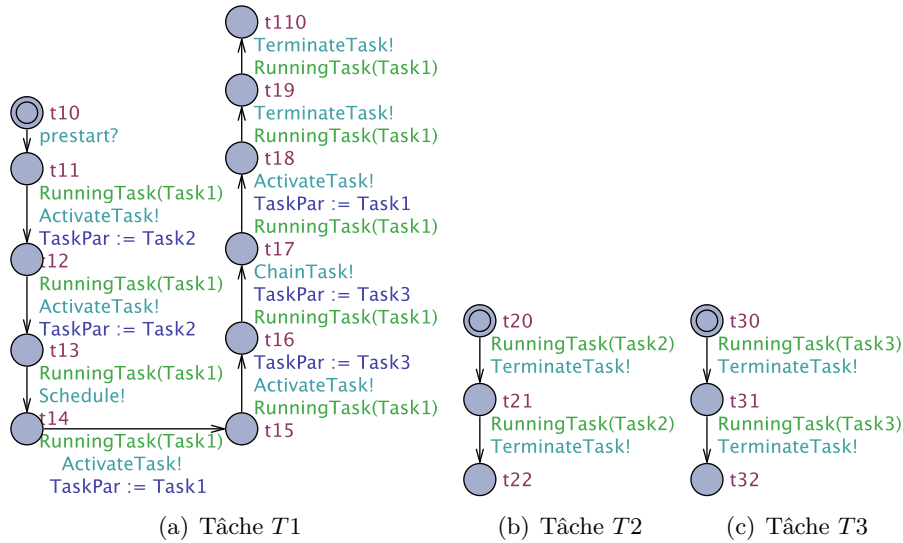 t10
prestart?
t11
RunningTask(Task1)
ActivateTask!
TaskPar := Task2
t12
RunningTask(Task1)
ActivateTask!
TaskPar := Task2
t13
RunningTask(Task1)
Schedule!
t14
RunningTask(Task1)
ActivateTask!
TaskPar := Task1
t110
TerminateTask!
RunningTask(Task1)
t19
TerminateTask!
RunningTask(Task1)
t18
ActivateTask!
TaskPar := Task1
RunningTask(Task1)
t17
ChainTask!
TaskPar := Task3
RunningTask(Task1)
t16
TaskPar := Task3
ActivateTask!
RunningTask(Task1)
t15
(a) Tâche T1
t20
RunningTask(Task2)
TerminateTask!
t21
RunningTask(Task2)
TerminateTask!
t22
(b) Tâche T2
t30
RunningTask(Task3)
TerminateTask!
t31
RunningTask(Task3)
TerminateTask!
t32
(c) Tâche T3